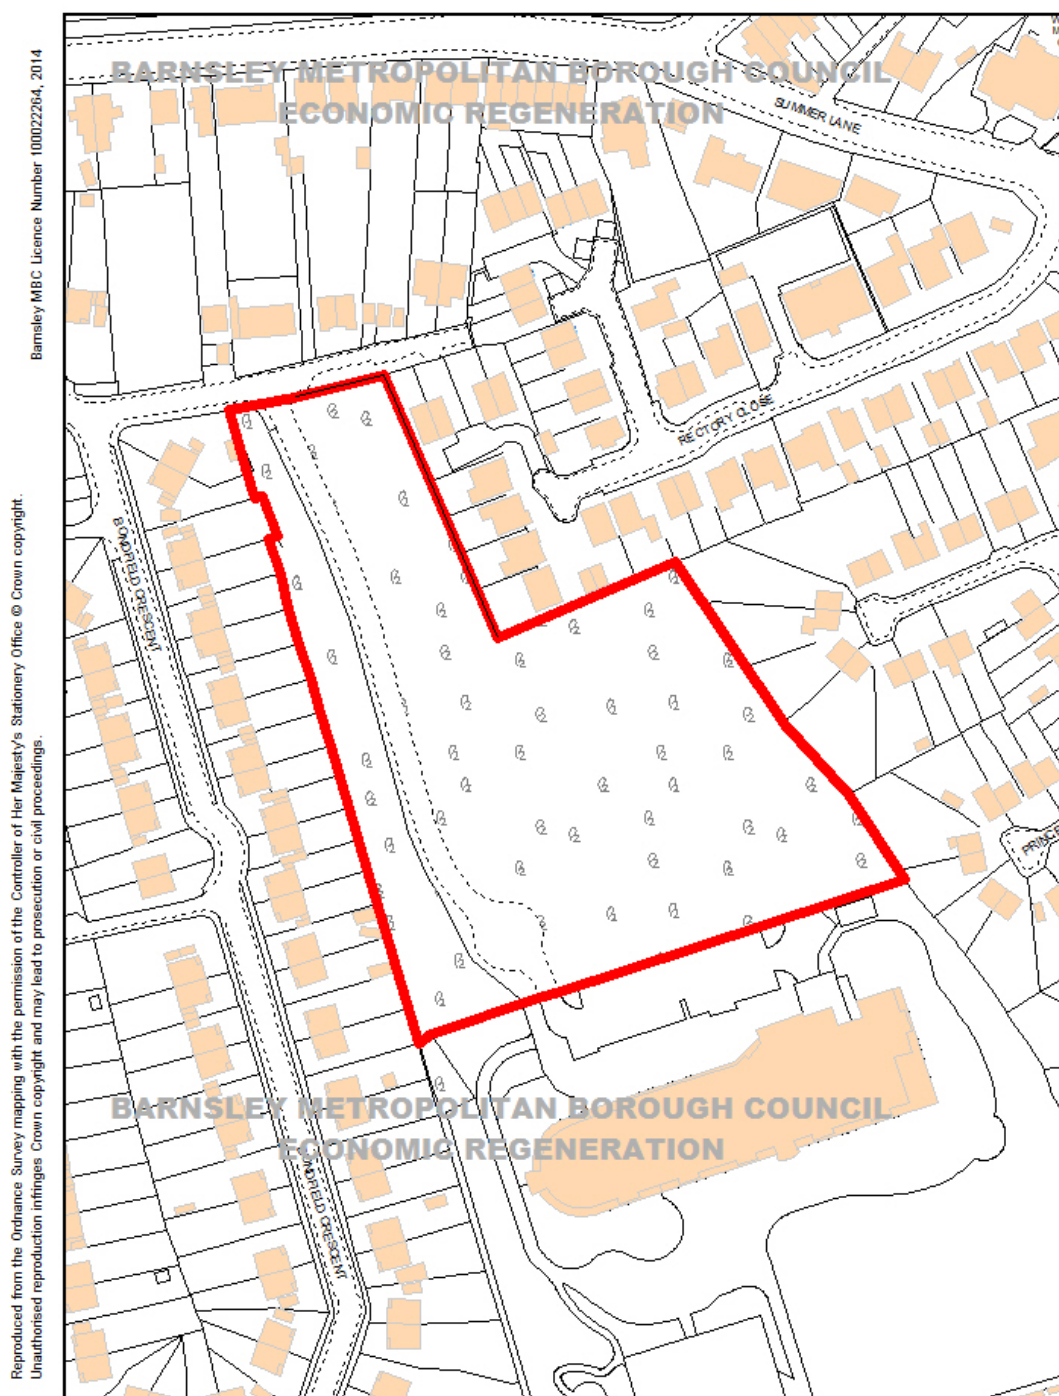 BARNSLEY METROPOLITAN BOROUGH COUNCIL
ECONOMIC REGENERATION
SUMMER LANE
RECTORY CLOSE
BONDFIELD CRESCENT
BARNSLEY METROPOLITAN BOROUGH COUNCIL
ECONOMIC REGENERATION
BONDFIELD CRESCENT
Barnsley MBC Licence Number 100022264, 2014
Reproduced from the Ordnance Survey mapping with the permission of the Controller of Her Majesty's Stationery Office © Crown copyright.
Unauthorised reproduction infringes Crown copyright and may lead to prosecution or civil proceedings.